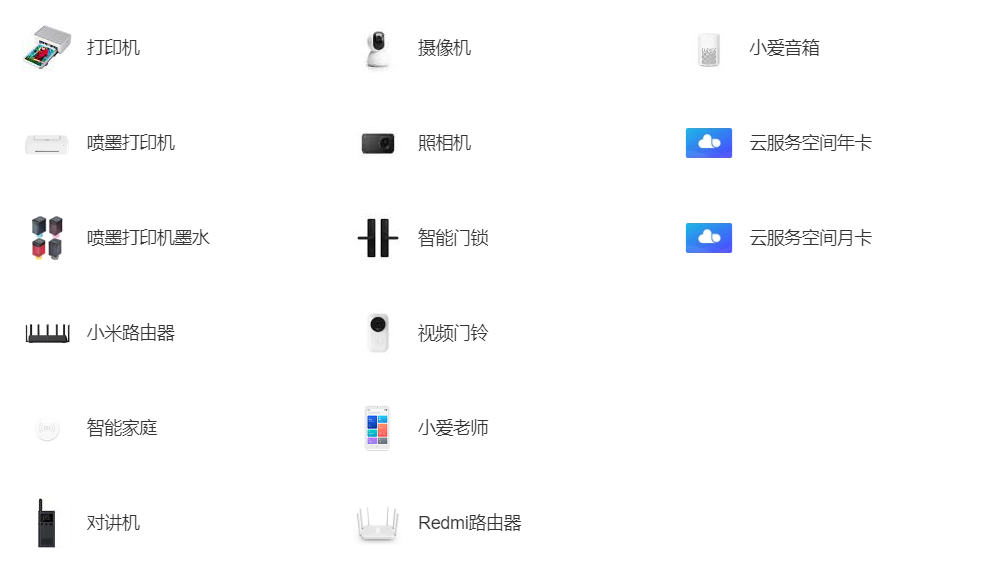 打印机
喷墨打印机
喷墨打印机墨水
小米路由器
智能家庭
对讲机
摄像机
照相机
智能门锁
视频门铃
小爱老师
Redmi路由器
小爱音箱
云服务空间年卡
云服务空间月卡